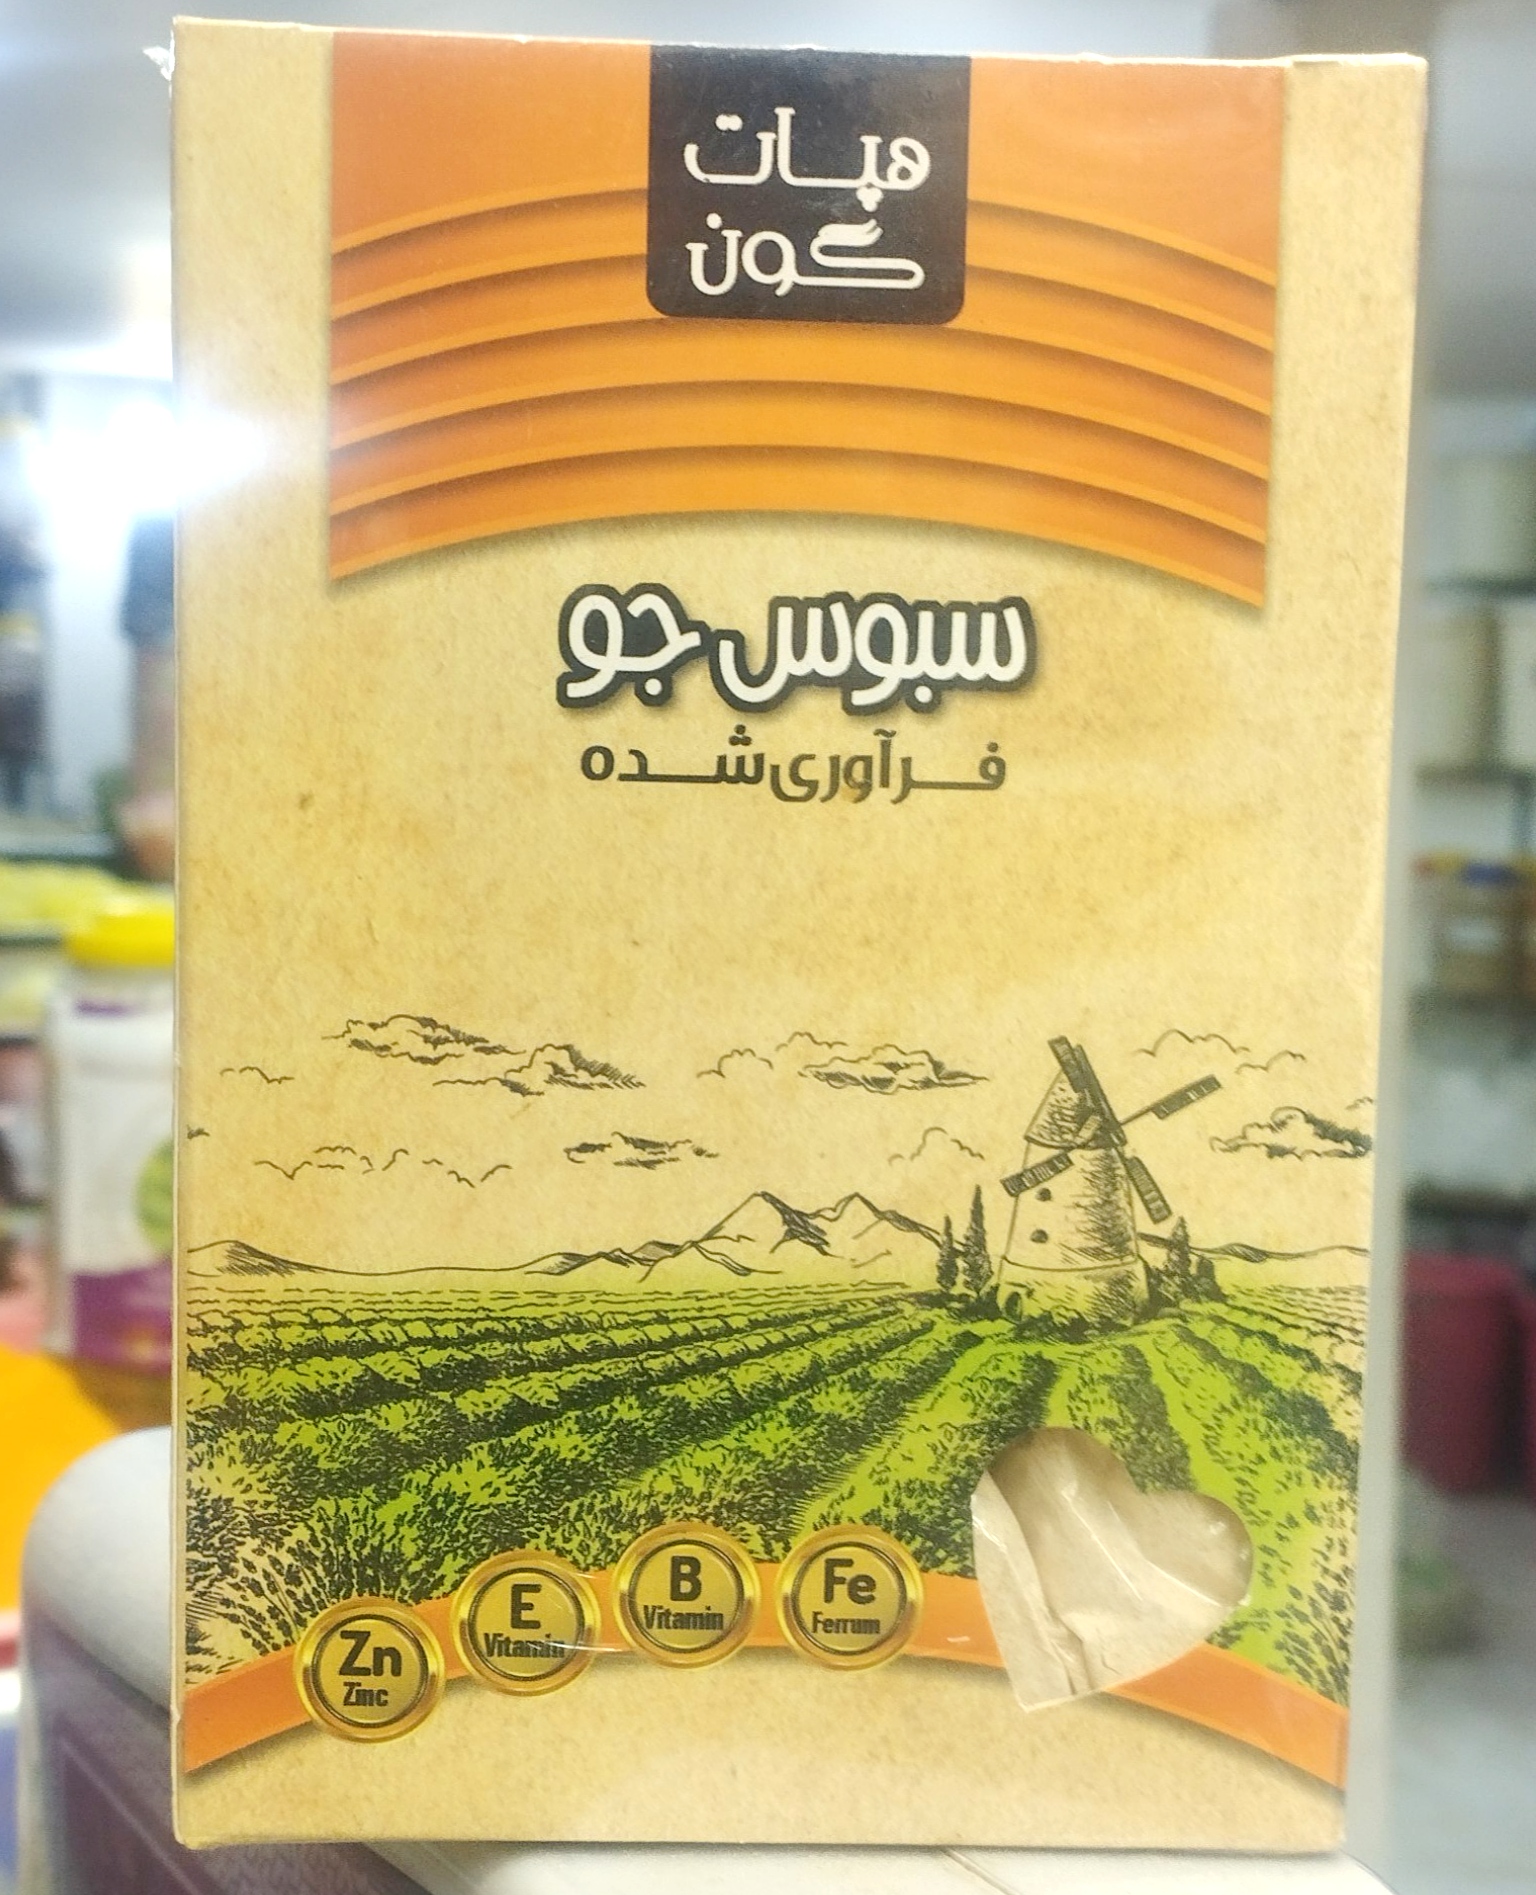 هپات
گون
سبوس جو
فرآوری شده
Zn
Zinc
E
Vitamin
B
Vitamin
Fe
Ferrum